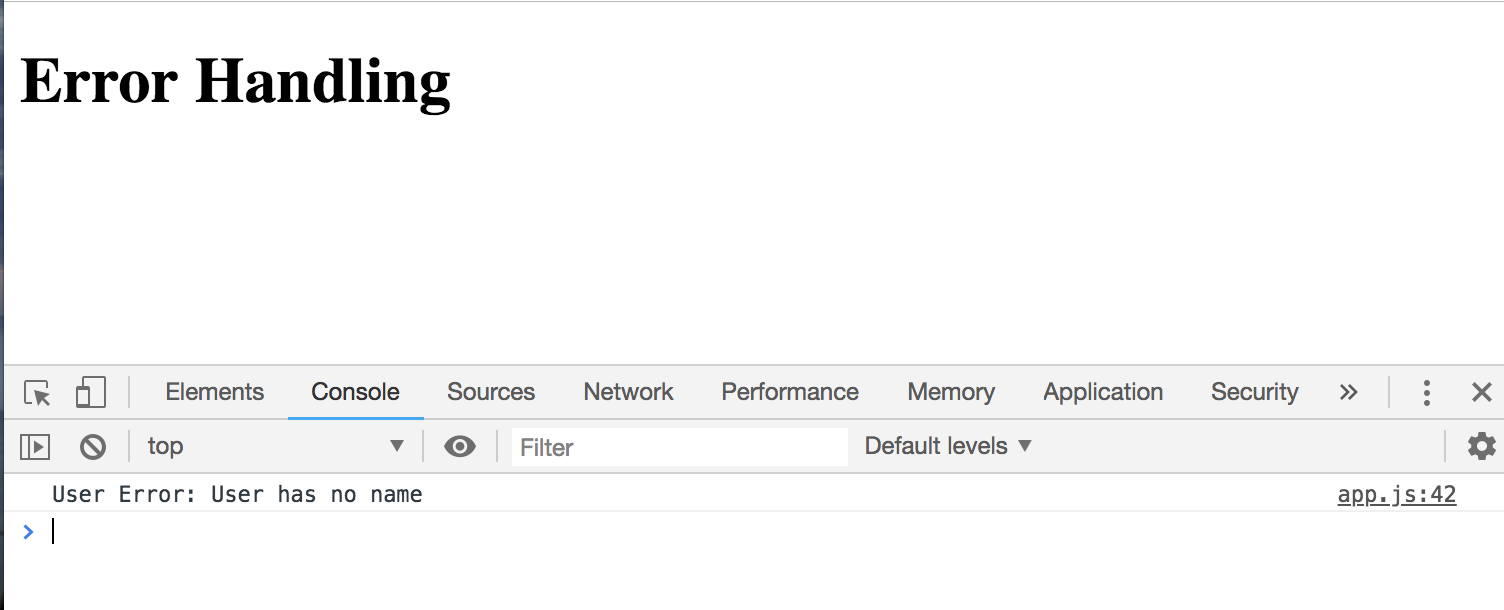 Error Handling
Elements Console Sources Network Performance Memory Application Security »
top ▼ Filter Default levels ▼
User Error: User has no name app.js:42
>